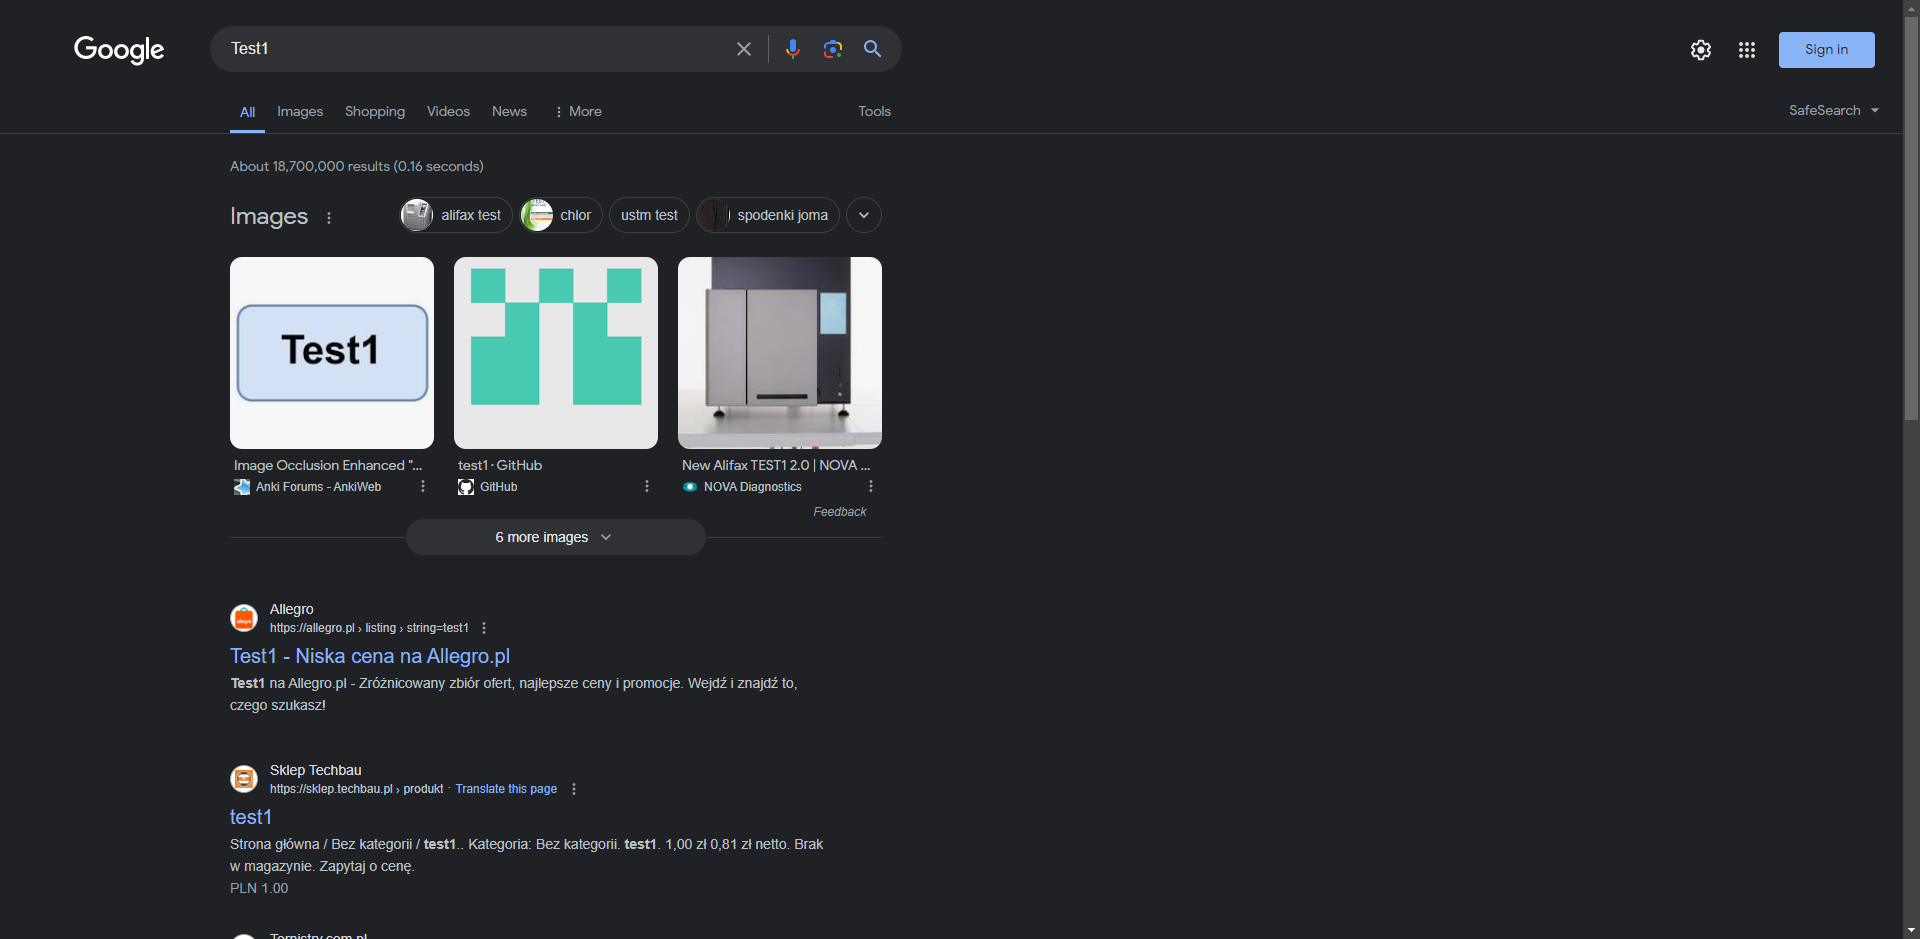 Google
Test1
Sign in
All
Images
Shopping
Videos
News
More
Tools
SafeSearch
About 18,700,000 results (0.16 seconds)
Images
alifax test
chlor
ustm test
spodenki joma
Test1
Image Occlusion Enhanced "...
Anki Forums - AnkiWeb
test1 · GitHub
GitHub
New Alifax TEST1 2.0 | NOVA ...
NOVA Diagnostics
Feedback
6 more images
Allegro
https://allegro.pl › listing › string=test1
Test1 - Niska cena na Allegro.pl
Test1 na Allegro.pl - Zróżnicowany zbiór ofert, najlepsze ceny i promocje. Wejdź i znajdź to,
czego szukasz!
Sklep Techbau
https://sklep.techbau.pl › produkt · Translate this page
test1
Strona główna / Bez kategorii / test1.. Kategoria: Bez kategorii. test1. 1,00 zł 0,81 zł netto. Brak
w magazynie. Zapytaj o cenę.
PLN 1.00